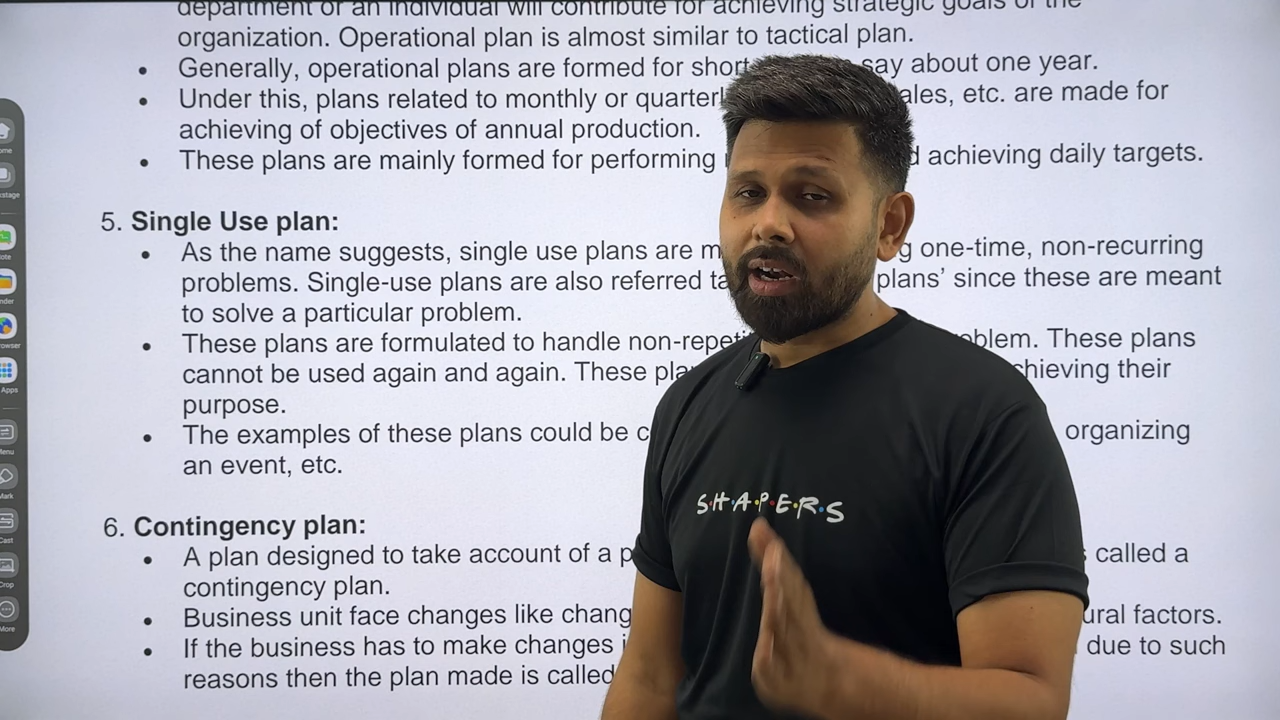 department or an individual will contribute for achieving strategic goals of the
organization. Operational plan is almost similar to tactical plan.
• Generally, operational plans are formed for short say about one year.
• Under this, plans related to monthly or quarterl ales, etc. are made for
achieving of objectives of annual production.
• These plans are mainly formed for performing achieving daily targets.
5. Single Use plan:
• As the name suggests, single use plans are one-time, non-recurring
problems. Single-use plans are also referred plans’ since these are meant
to solve a particular problem.
• These plans are formulated to handle These plans
cannot be used again and again. These their
purpose.
• The examples of these plans could be organizing
an event, etc.
6. Contingency plan:
• A plan designed to take account of a called a
contingency plan.
• Business unit face changes like factors.
• If the business has to make changes due to such
reasons then the plan made is called
S·H·A·P·E·R·S
Menu
Mark
Cast
Crop
More